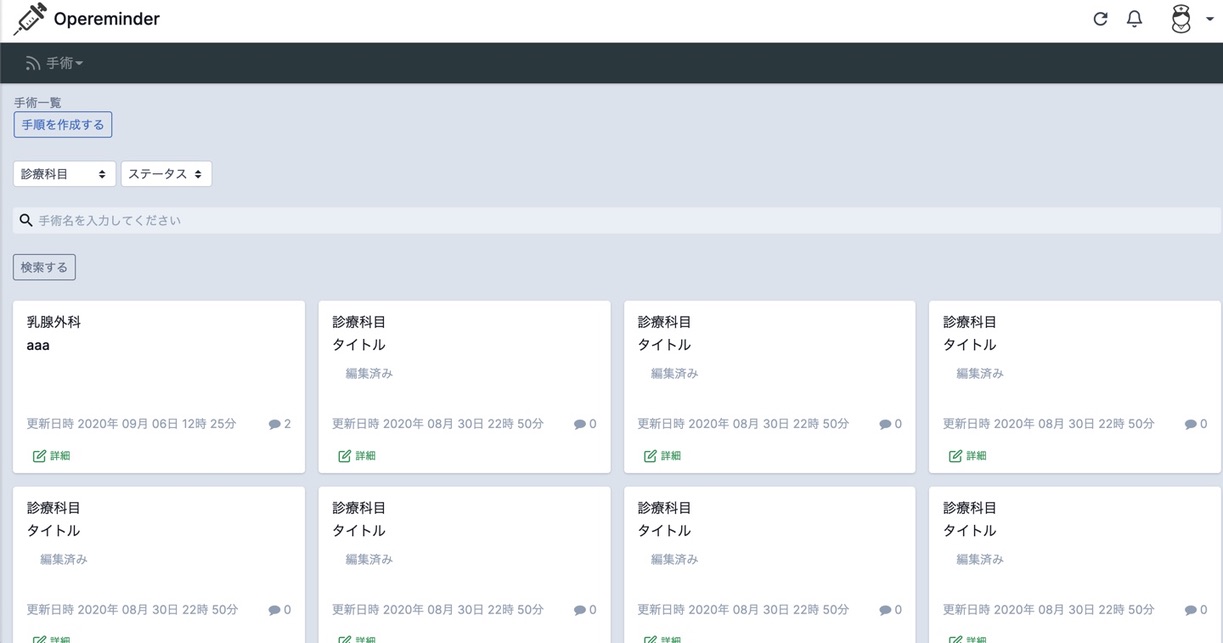 Opereminder
手術
手術一覧
手順を作成する
診療科目 ステータス
手術名を入力してください
検索する
乳腺外科
aaa
更新日時 2020年 09月 06日 12時 25分 2
詳細
診療科目
タイトル
編集済み
更新日時 2020年 08月 30日 22時 50分 0
詳細
診療科目
タイトル
編集済み
更新日時 2020年 08月 30日 22時 50分 0
詳細
診療科目
タイトル
編集済み
更新日時 2020年 08月 30日 22時 50分 0
詳細
診療科目
タイトル
編集済み
更新日時 2020年 08月 30日 22時 50分 0
詳細
診療科目
タイトル
編集済み
更新日時 2020年 08月 30日 22時 50分 0
詳細
診療科目
タイトル
編集済み
更新日時 2020年 08月 30日 22時 50分 0
詳細
診療科目
タイトル
編集済み
更新日時 2020年 08月 30日 22時 50分 0
詳細